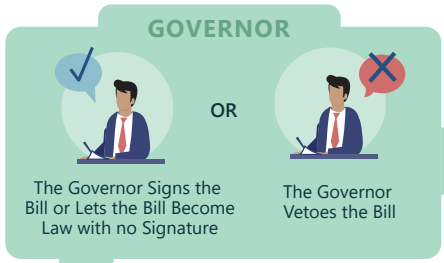 GOVERNOR
OR
The Governor Signs the
Bill or Lets the Bill Become
Law with no Signature
The Governor
Vetoes the Bill